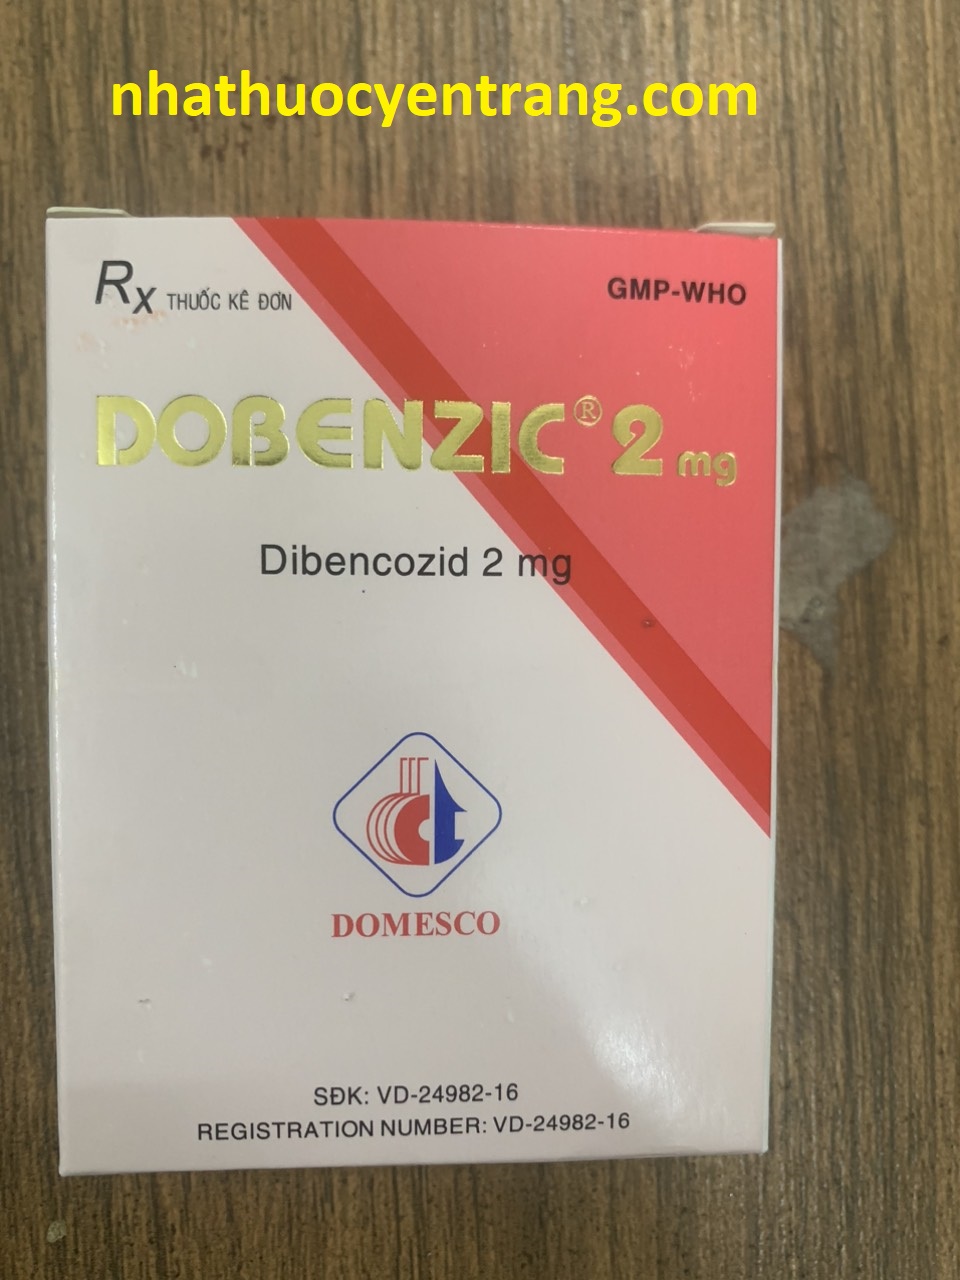 nhathuocyentrang.com
Rx THUỐC KÊ ĐƠN
GMP-WHO
DOBENZIC® 2 mg
Dibencozid 2 mg
DOMESCO
SĐK: VD-24982-16
REGISTRATION NUMBER: VD-24982-16